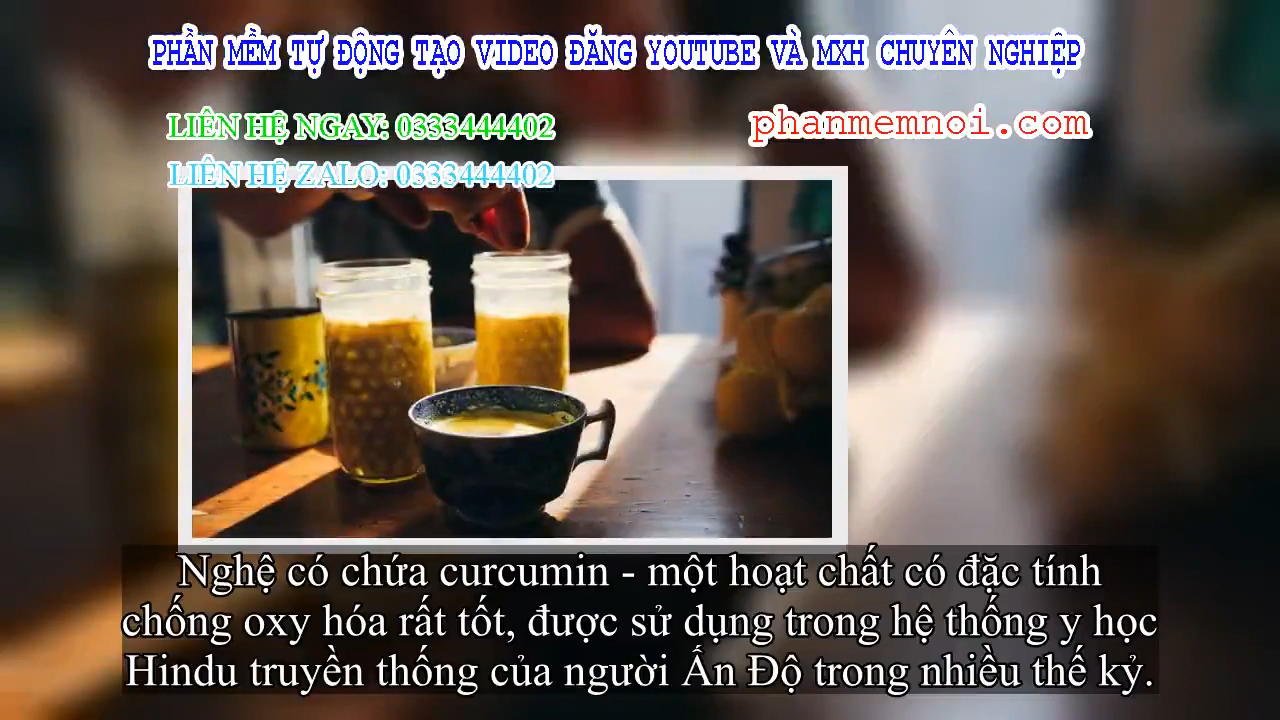 PHẦN MỀM TỰ ĐỘNG TẠO VIDEO ĐĂNG YOUTUBE VÀ MXH CHUYÊN NGHIỆP
LIÊN HỆ NGAY: 0333444402
phanmemnoi.com
LIÊN HỆ ZALO: 0333444402
Nghệ có chứa curcumin - một hoạt chất có đặc tính
chống oxy hóa rất tốt, được sử dụng trong hệ thống y học
Hindu truyền thống của người Ấn Độ trong nhiều thế kỷ.